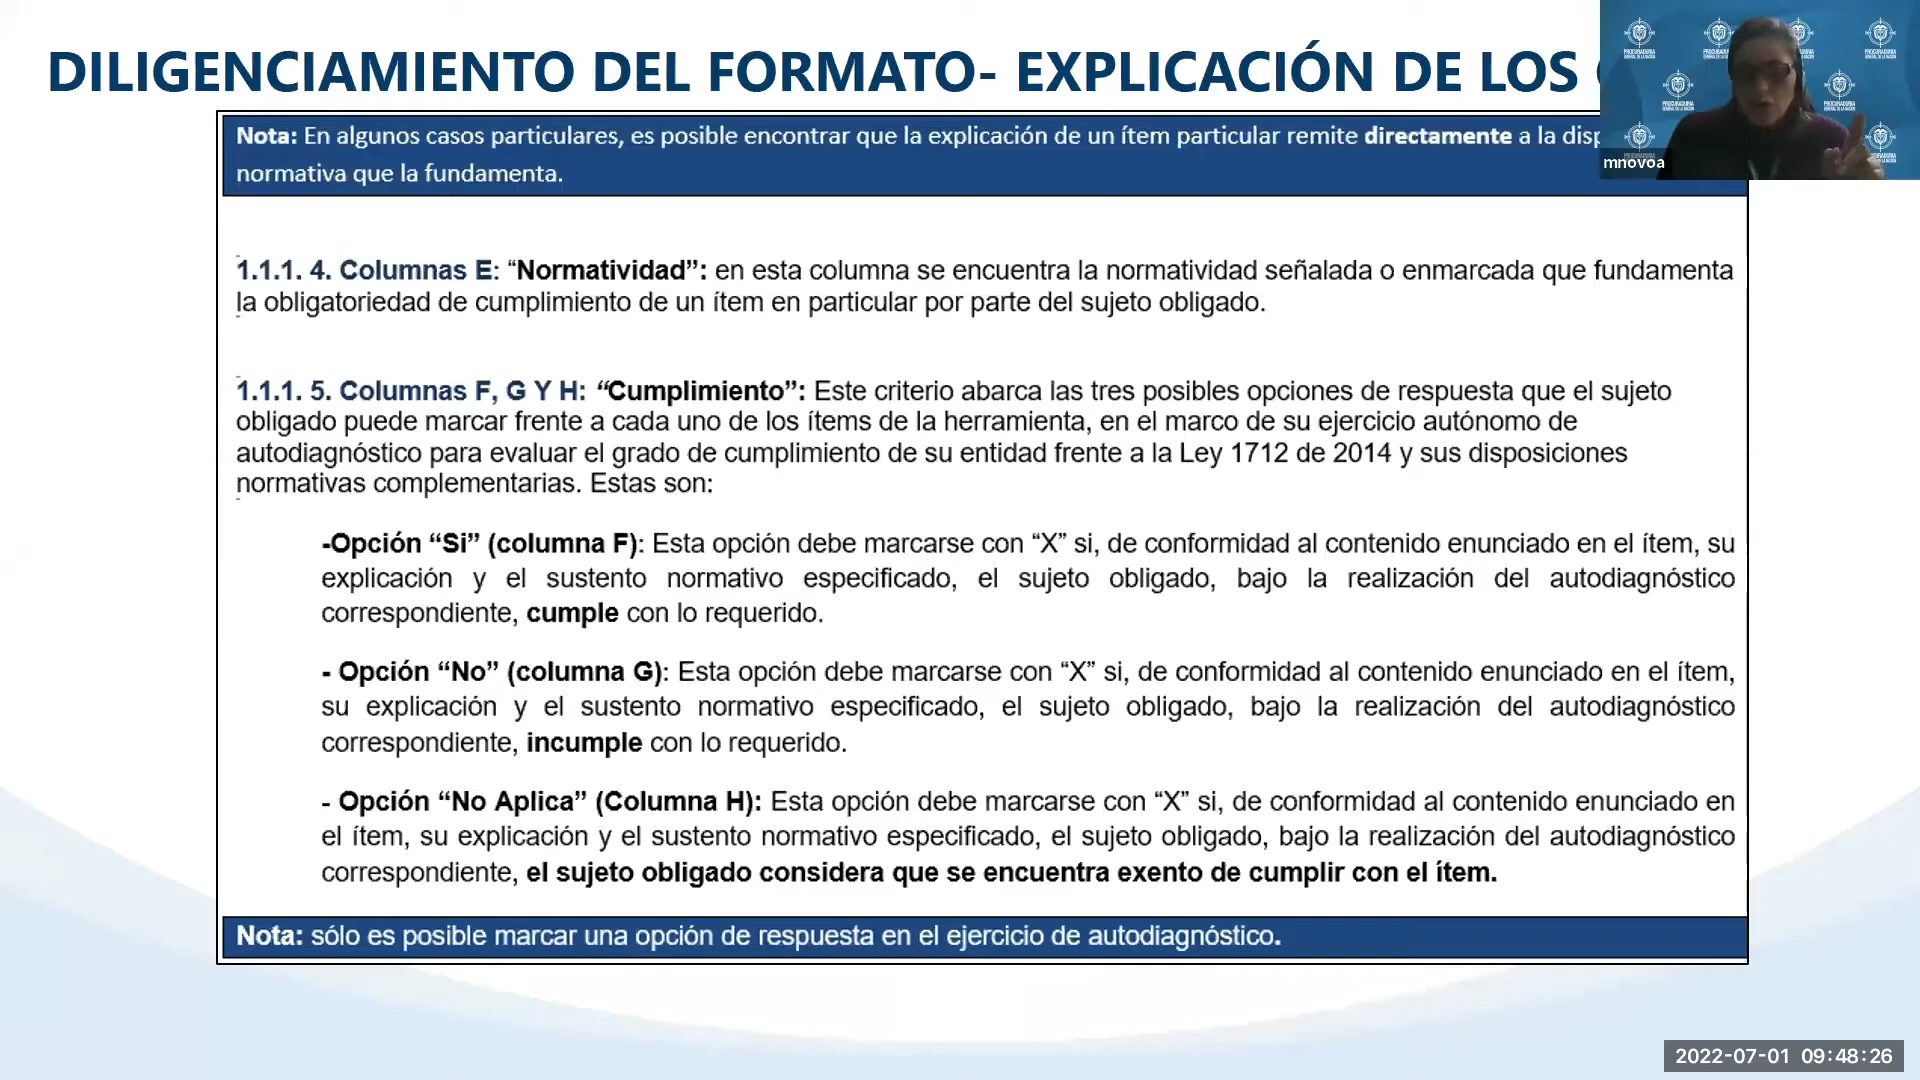 DILIGENCIAMIENTO DEL FORMATO- EXPLICACIÓN DE LOS
Nota: En algunos casos particulares, es posible encontrar que la explicación de un ítem particular remite directamente a la
normativa que la fundamenta.
PROCURADURIA
GENERAL DE LA NACION
mnovoa
1.1.1. 4. Columnas E: “Normatividad”: en esta columna se encuentra la normatividad señalada o enmarcada que fundamenta
la obligatoriedad de cumplimiento de un ítem en particular por parte del sujeto obligado.
1.1.1. 5. Columnas F, G Y H: “Cumplimiento”: Este criterio abarca las tres posibles opciones de respuesta que el sujeto
obligado puede marcar frente a cada uno de los ítems de la herramienta, en el marco de su ejercicio autónomo de
autodiagnóstico para evaluar el grado de cumplimiento de su entidad frente a la Ley 1712 de 2014 y sus disposiciones
normativas complementarias. Estas son:
-Opción “Si” (columna F): Esta opción debe marcarse con “X” si, de conformidad al contenido enunciado en el ítem, su
explicación y el sustento normativo especificado, el sujeto obligado, bajo la realización del autodiagnóstico
correspondiente, cumple con lo requerido.
- Opción “No” (columna G): Esta opción debe marcarse con “X” si, de conformidad al contenido enunciado en el ítem,
su explicación y el sustento normativo especificado, el sujeto obligado, bajo la realización del autodiagnóstico
correspondiente, incumple con lo requerido.
- Opción “No Aplica” (Columna H): Esta opción debe marcarse con “X” si, de conformidad al contenido enunciado en
el ítem, su explicación y el sustento normativo especificado, el sujeto obligado, bajo la realización del autodiagnóstico
correspondiente, el sujeto obligado considera que se encuentra exento de cumplir con el ítem.
Nota: sólo es posible marcar una opción de respuesta en el ejercicio de autodiagnóstico.
2022-07-01 09:48:26